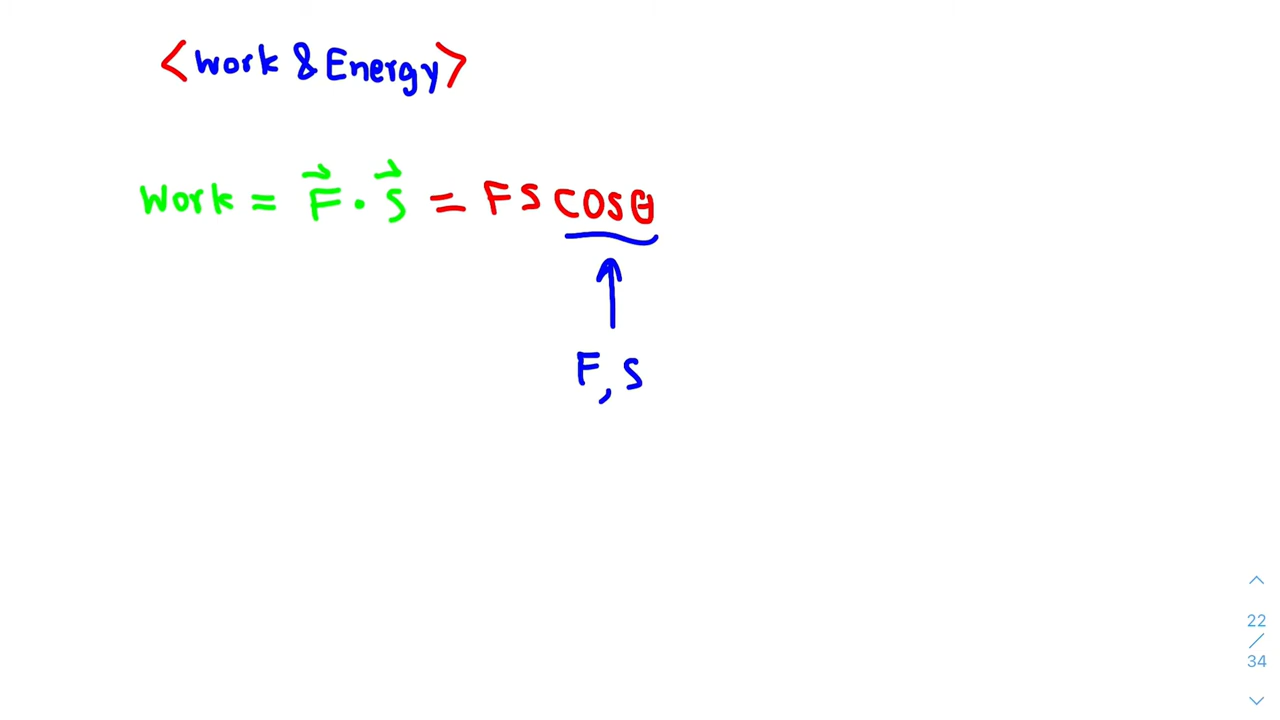 <Work & Energy>
Work = F⃗ · S⃗ = F S cosθ
F, S
22
/
34